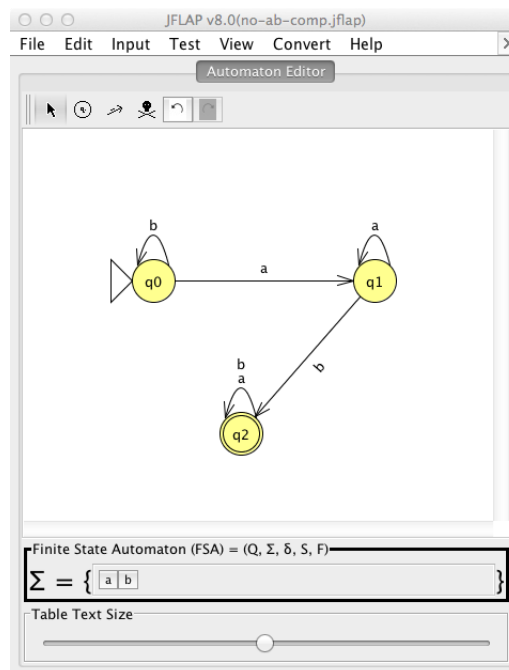 JFLAP v8.0(no-ab-comp.jflap)
File Edit Input Test View Convert Help
Automaton Editor
b
a
a
q0
q1
b
b
a
q2
Finite State Automaton (FSA) = (Q, Σ, δ, S, F)
Σ = { a b }
Table Text Size